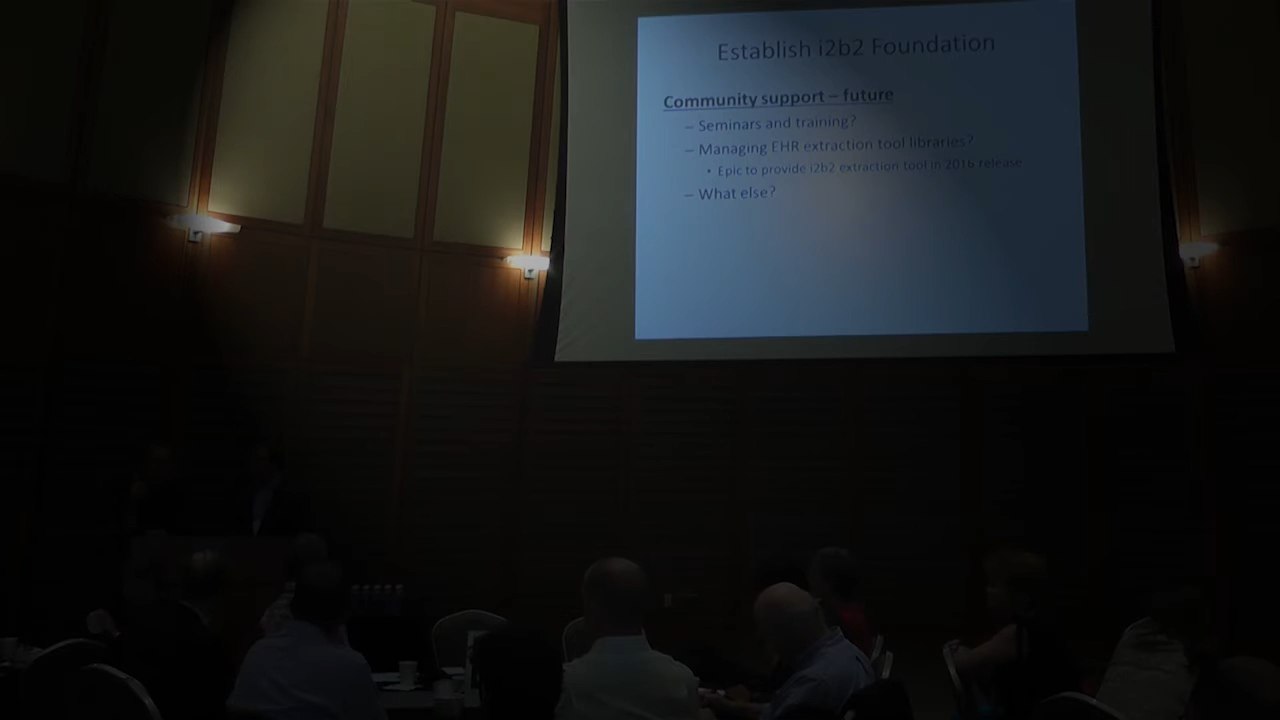 Establish i2b2 Foundation
Community support – future
– Seminars and training?
– Managing EHR extraction tool libraries?
• Epic to provide i2b2 extraction tool in 2016 release
– What else?